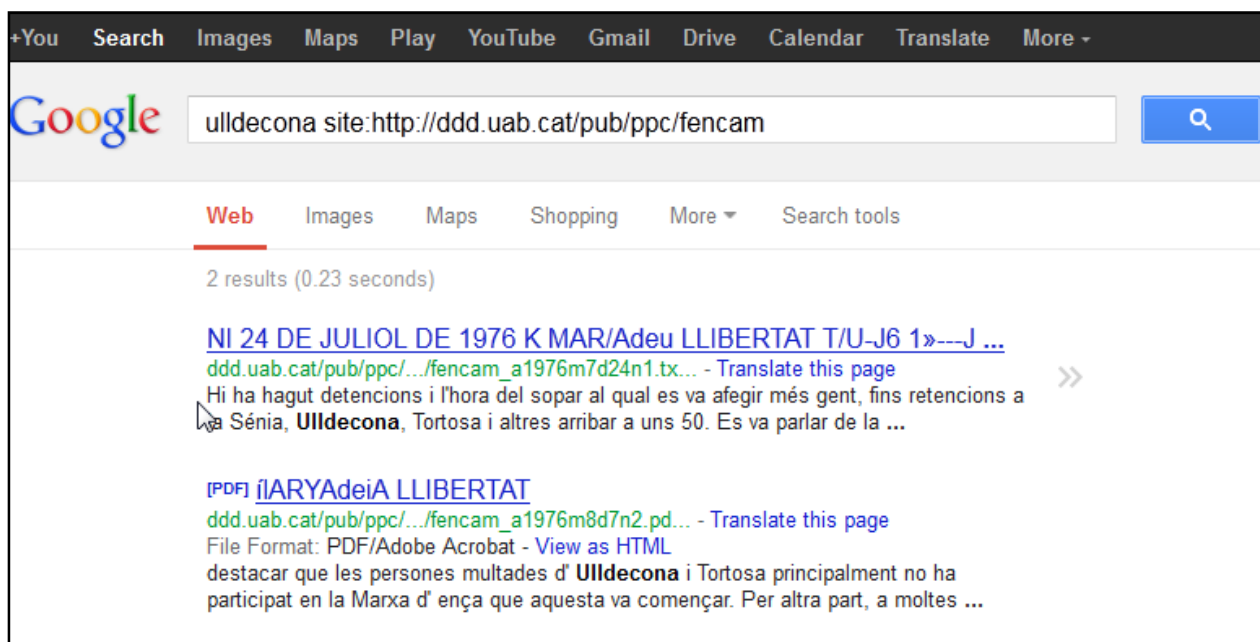 +You Search Images Maps Play YouTube Gmail Drive Calendar Translate More
Google ulldecona site:http://ddd.uab.cat/pub/ppc/fencam
Web Images Maps Shopping More Search tools
2 results (0.23 seconds)
NI 24 DE JULIOL DE 1976 K MAR/Adeu LLIBERTAT T/U-J6 1»---J ...
ddd.uab.cat/pub/ppc/.../fencam_a1976m7d24n1.tx... - Translate this page
Hi ha hagut detencions i l'hora del sopar al qual es va afegir més gent, fins retencions a
la Sénia, Ulldecona, Tortosa i altres arribar a uns 50. Es va parlar de la ...
[PDF] ílARYAdeiA LLIBERTAT
ddd.uab.cat/pub/ppc/.../fencam_a1976m8d7n2.pd... - Translate this page
File Format: PDF/Adobe Acrobat - View as HTML
destacar que les persones multades d' Ulldecona i Tortosa principalment no ha
participat en la Marxa d' ença que aquesta va començar. Per altra part, a moltes ...